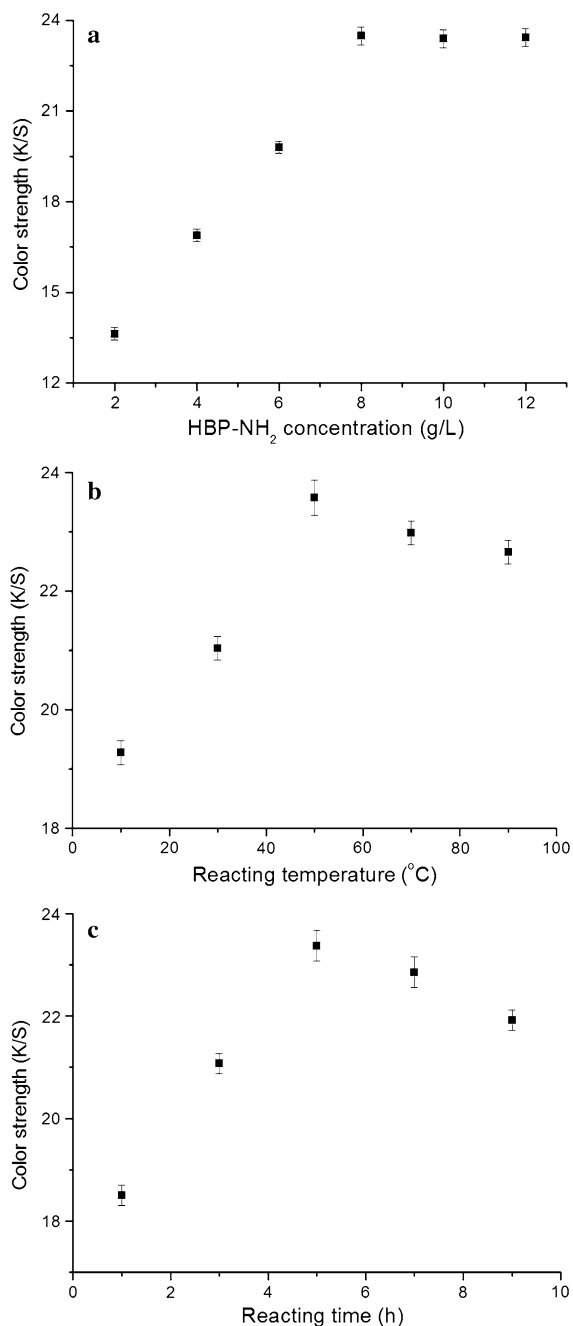 a
24
21
18
15
12
Color strength (K/S)
2 4 6 8 10 12
HBP-NH₂ concentration (g/L)
b
24
22
20
18
Color strength (K/S)
0 20 40 60 80 100
Reacting temperature (°C)
c
24
22
20
18
Color strength (K/S)
0 2 4 6 8 10
Reacting time (h)